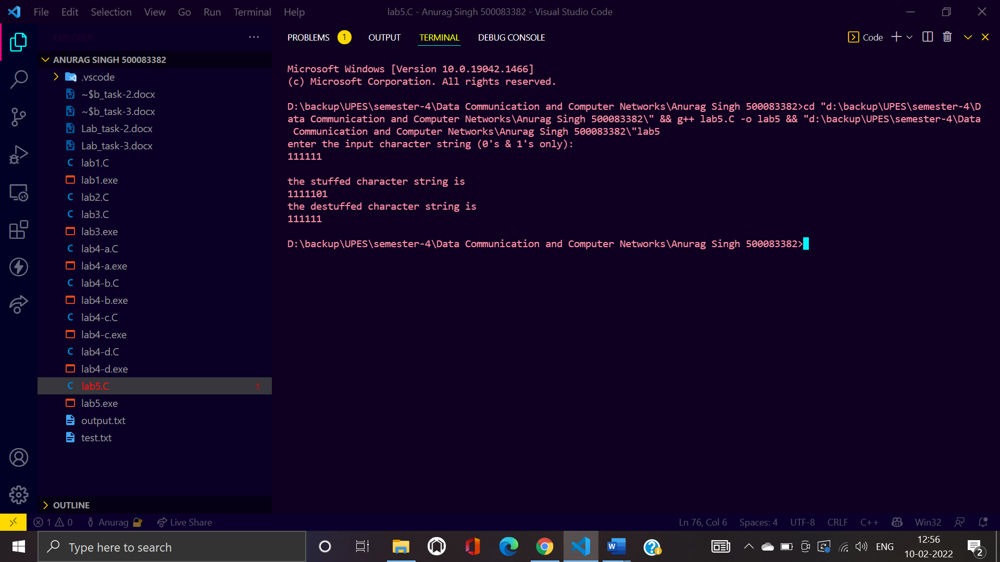 File Edit Selection View Go Run Terminal Help
lab5.C - Anurag Singh 500083382 - Visual Studio Code
EXPLORER
ANURAG SINGH 500083382
.vscode
~$b_task-2.docx
~$b_task-3.docx
Lab_task-2.docx
Lab_task-3.docx
lab1.C
lab1.exe
lab2.C
lab3.C
lab3.exe
lab4-a.C
lab4-a.exe
lab4-b.C
lab4-b.exe
lab4-c.C
lab4-c.exe
lab4-d.C
lab4-d.exe
lab5.C 1
lab5.exe
output.txt
test.txt
OUTLINE
PROBLEMS 1 OUTPUT TERMINAL DEBUG CONSOLE
Code
Microsoft Windows [Version 10.0.19042.1466]
(c) Microsoft Corporation. All rights reserved.
D:\backup\UPES\semester-4\Data Communication and Computer Networks\Anurag Singh 500083382>cd "d:\backup\UPES\semester-4\D
ata Communication and Computer Networks\Anurag Singh 500083382\" && g++ lab5.C -o lab5 && "d:\backup\UPES\semester-4\Data
 Communication and Computer Networks\Anurag Singh 500083382\"lab5
enter the input character string (0's & 1's only):
111111
the stuffed character string is
1111101
the destuffed character string is
111111
D:\backup\UPES\semester-4\Data Communication and Computer Networks\Anurag Singh 500083382>
1 0 Anurag Live Share
Ln 76, Col 6 Spaces: 4 UTF-8 CRLF C++ Win32
Type here to search
ENG
12:56
10-02-2022
2